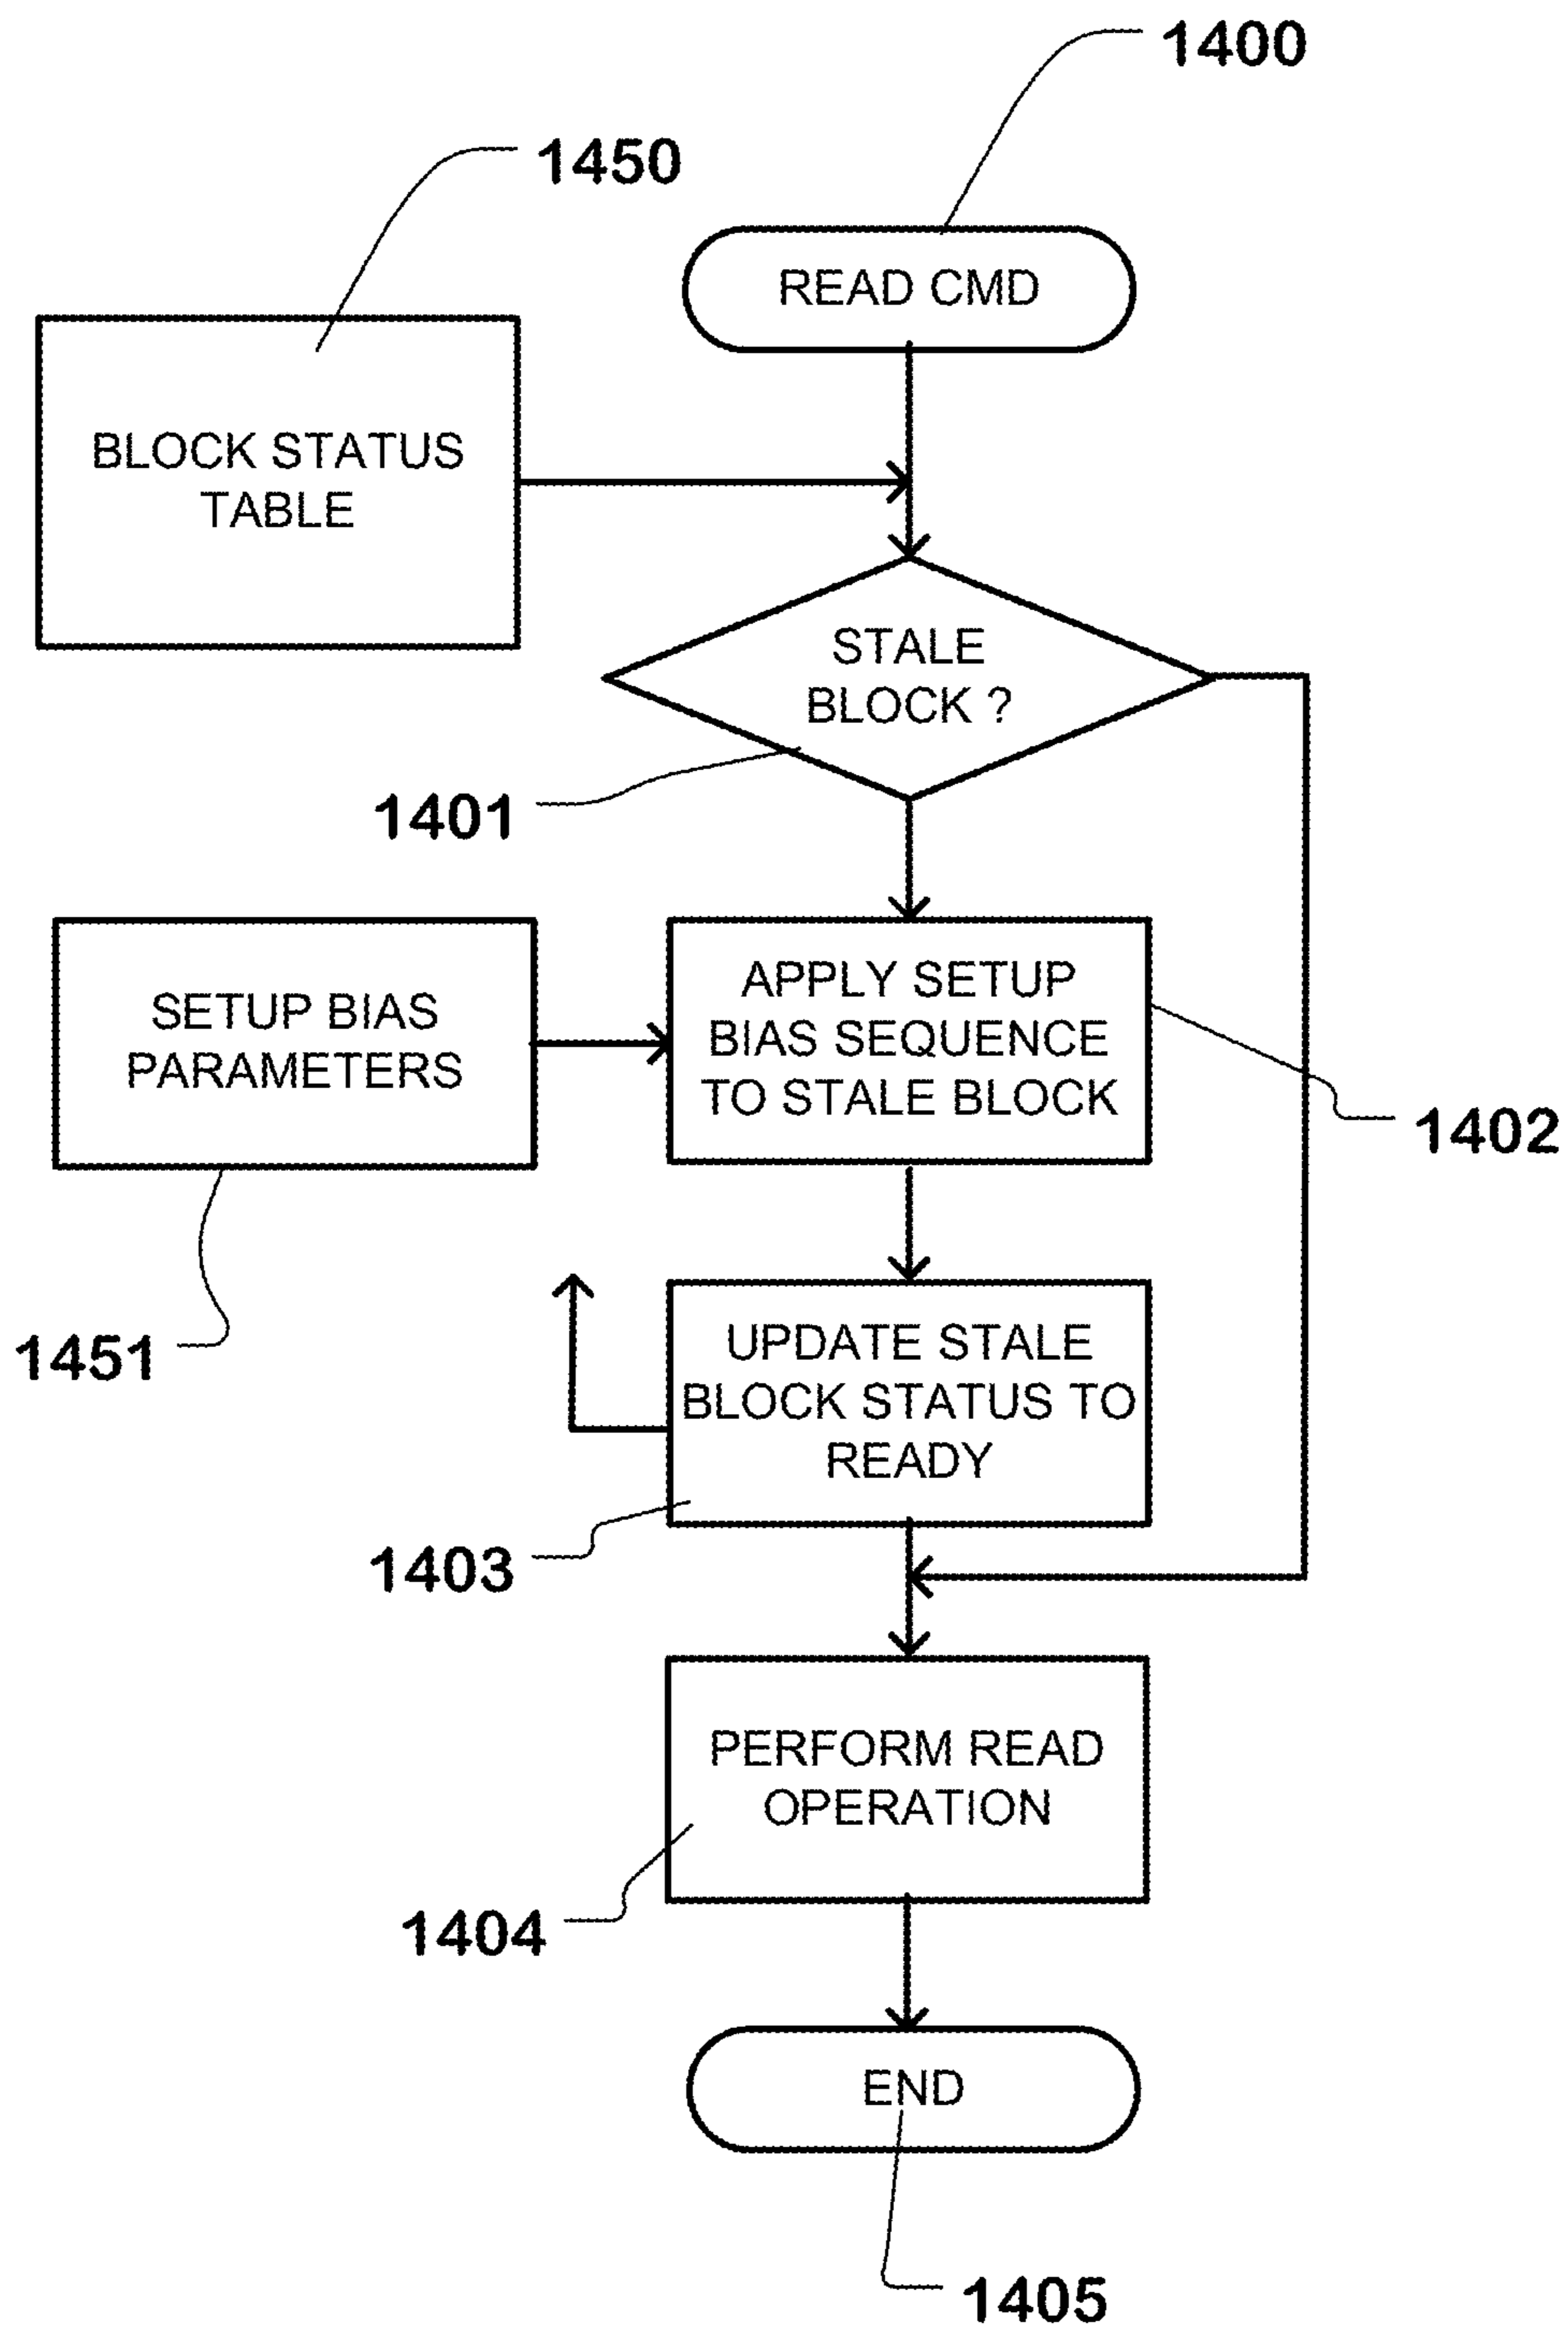 1400
1450
READ CMD
BLOCK STATUS
TABLE
STALE
BLOCK ?
1401
SETUP BIAS
PARAMETERS
APPLY SETUP
BIAS SEQUENCE
TO STALE BLOCK
1402
1451
UPDATE STALE
BLOCK STATUS TO
READY
1403
PERFORM READ
OPERATION
1404
END
1405